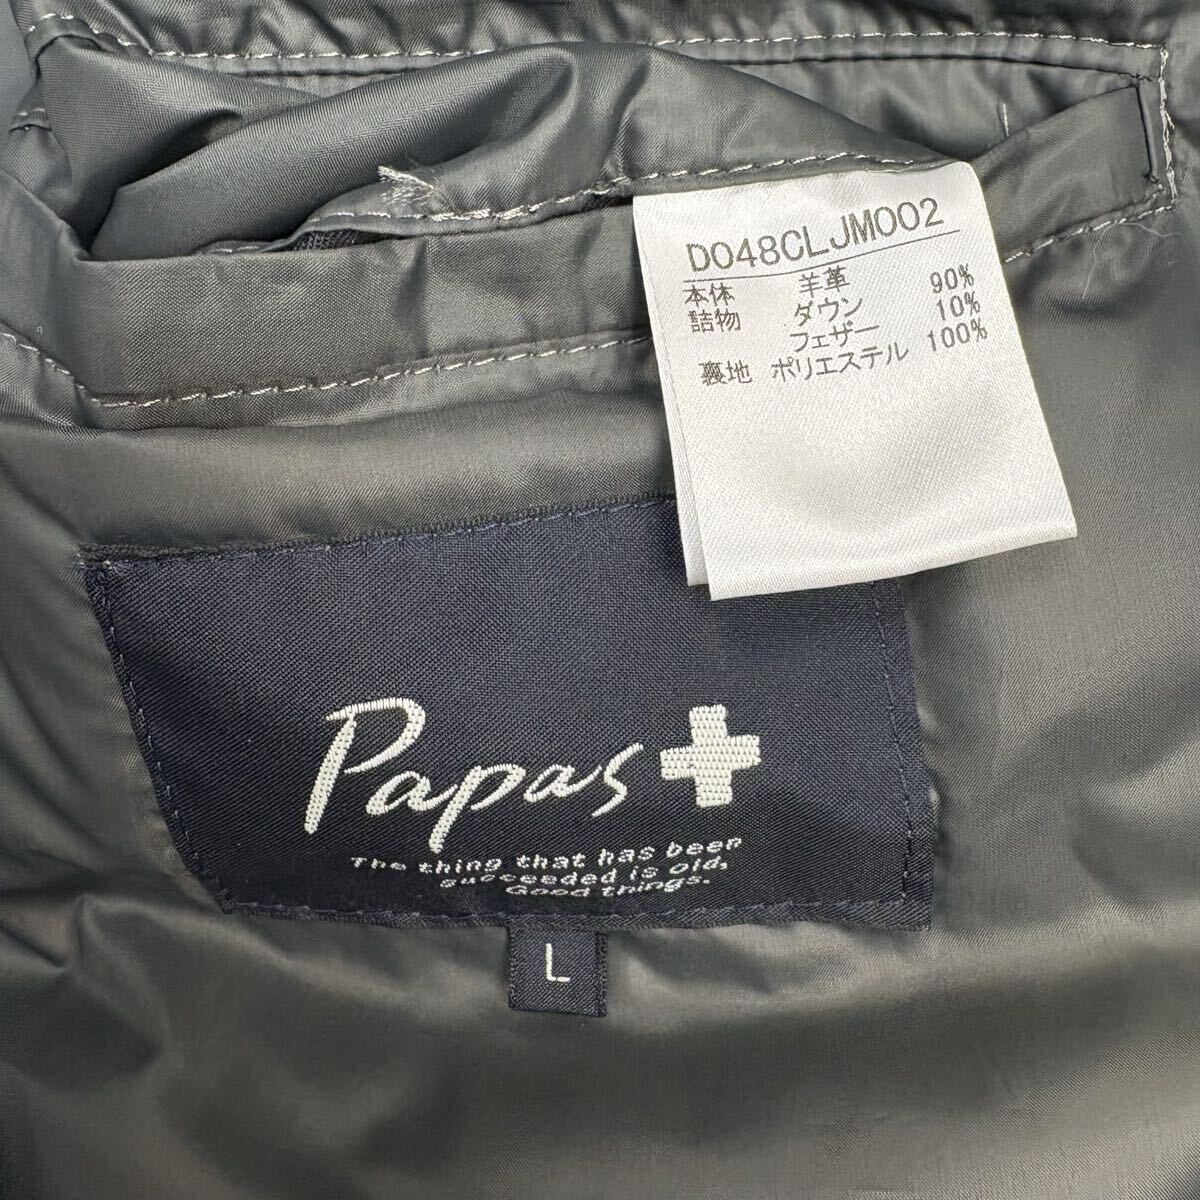 D048CLJM002
本体 羊革
詰物 ダウン 90%
フェザー 10%
裏地 ポリエステル 100%
Papas+
The thing that has been
succeeded is old,
Good things.
L